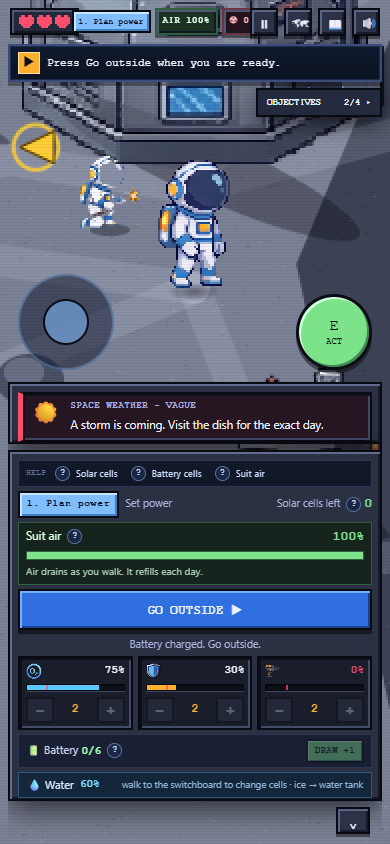 1. Plan power
AIR 100%
0
Press Go outside when you are ready.
OBJECTIVES 2/4
E
ACT
SPACE WEATHER - VAGUE
A storm is coming. Visit the dish for the exact day.
HELP ? Solar cells ? Battery cells ? Suit air
1. Plan power Set power Solar cells left ? 0
Suit air ? 100%
Air drains as you walk. It refills each day.
GO OUTSIDE ▶
Battery charged. Go outside.
75% 30% 0%
− 2 + − 2 + − 2 +
Battery 0/6 ? DRAW +1
Water 60% walk to the switchboard to change cells · ice → water tank
v